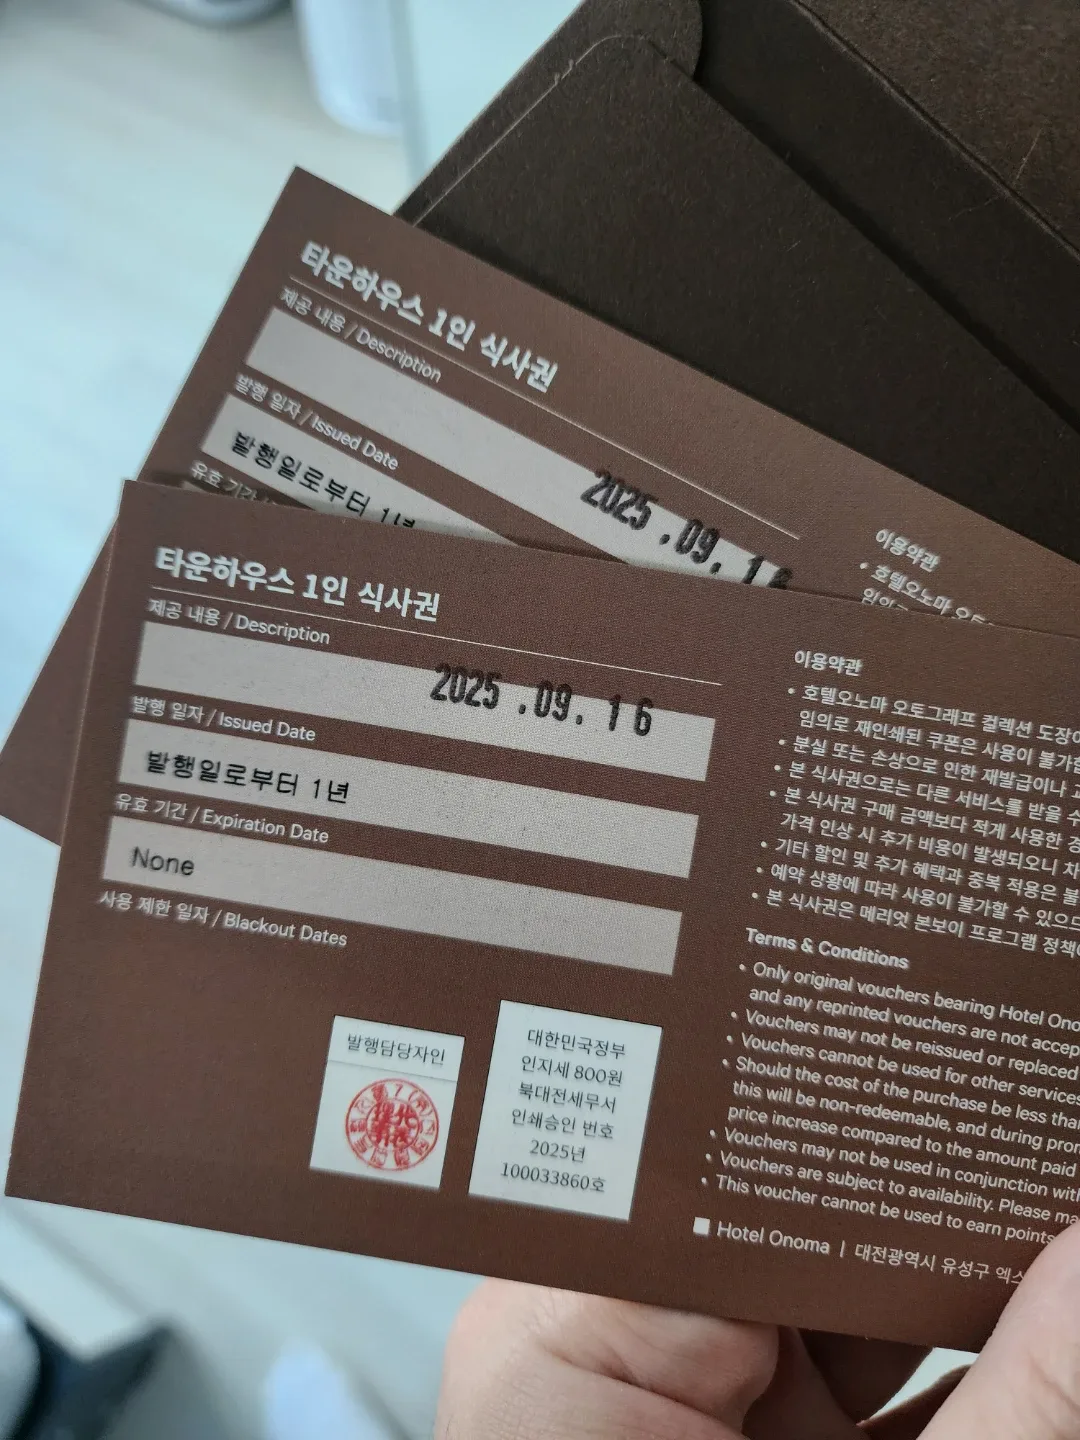 타운하우스 1인 식사권
제공 내용 / Description
2025 .09. 16
발행 일자 / Issued Date
발행일로부터 1년
유효 기간
이용약관
• 호텔오노마
타운하우스 1인 식사권
제공 내용 / Description
2025 .09. 16
발행 일자 / Issued Date
발행일로부터 1년
유효 기간 / Expiration Date
None
사용 제한 일자 / Blackout Dates
발행담당자인
대한민국정부
인지세 800원
북대전세무서
인쇄승인 번호
2025년
100033860호
이용약관
• 호텔오노마 오토그래프 컬렉션 도장이
임의로 재인쇄된 쿠폰은 사용이 불가합
• 분실 또는 손상으로 인한 재발급이나
• 본 식사권으로는 다른 서비스를 받을 수
• 본 식사권 구매 금액보다 적게 사용한 경
가격 인상 시 추가 비용이 발생되오니 차
• 기타 할인 및 추가 혜택과 중복 적용은 불
• 예약 상황에 따라 사용이 불가할 수 있으므
• 본 식사권은 메리엇 본보이 프로그램 정책
Terms & Conditions
• Only original vouchers bearing Hotel Ono
and any reprinted vouchers are not accep
• Vouchers may not be reissued or replaced
• Vouchers cannot be used for other services
• Should the cost of the purchase be less tha
this will be non-redeemable, and during pro
price increase compared to the amount paid
• Vouchers may not be used in conjunction with
• Vouchers are subject to availability. Please ma
• This voucher cannot be used to earn points
Hotel Onoma | 대전광역시 유성구 엑스